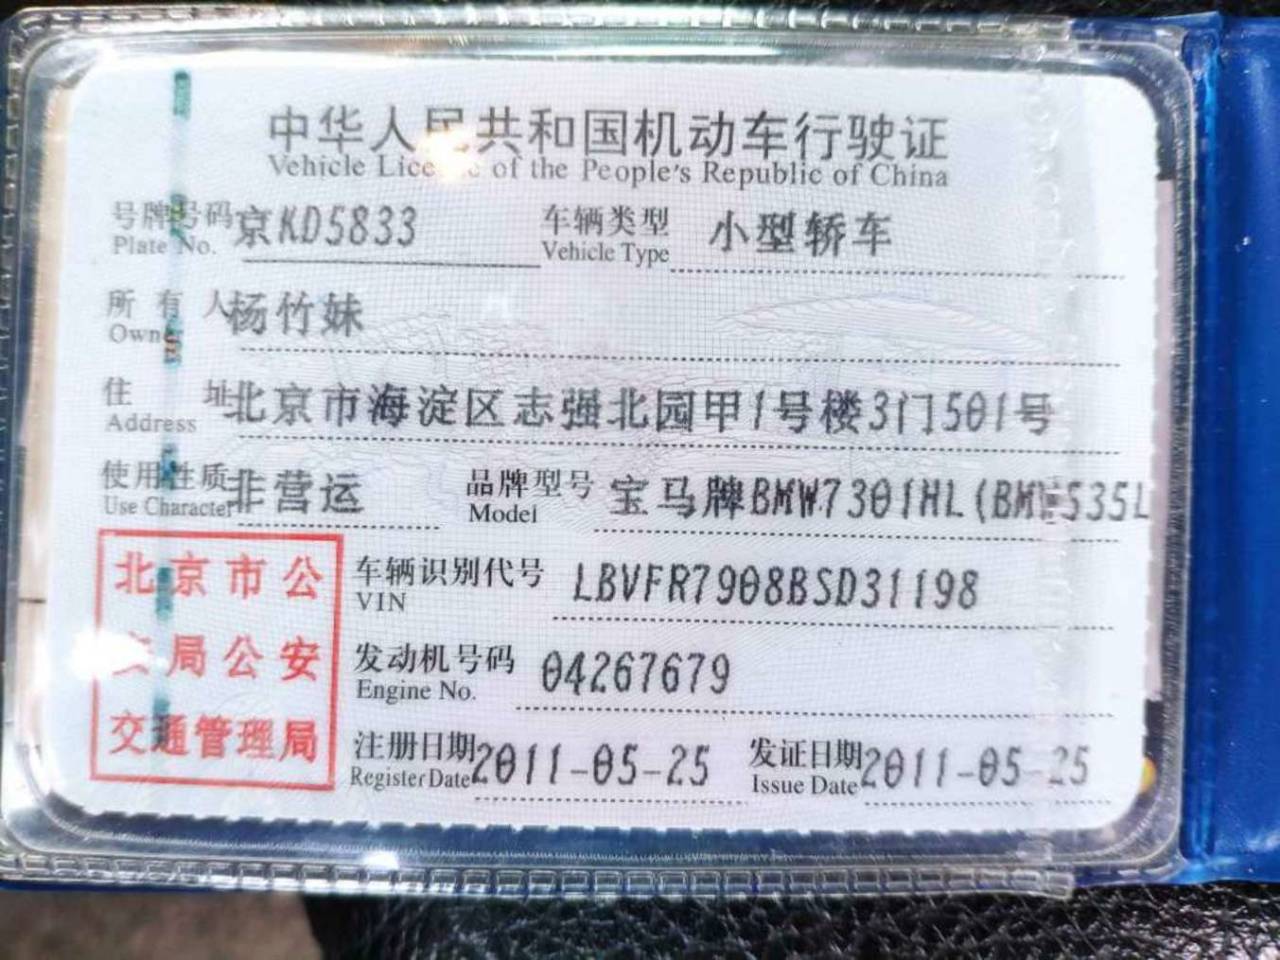 中华人民共和国机动车行驶证
Vehicle License of the People's Republic of China
号牌号码 京KD5833 车辆类型 小型轿车
Plate No. Vehicle Type
所有人 杨竹妹
Owner
住址 北京市海淀区志强北园甲1号楼3门501号
Address
使用性质 非营运 品牌型号 宝马牌BMW7301HL(BMW535L
Use Character Model
北京市公
安局公安
交通管理局
车辆识别代号 LBVFR7908BSD31198
VIN
发动机号码 04267679
Engine No.
注册日期 2011-05-25 发证日期 2011-05-25
Register Date Issue Date